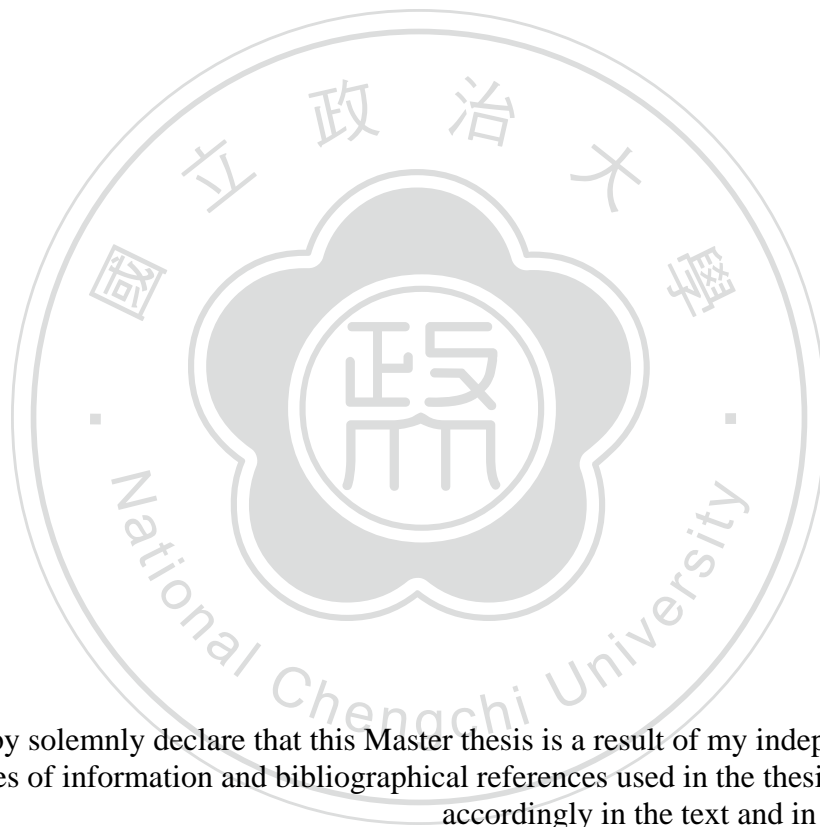 國立政治大學
政
National Chengchi University
by solemnly declare that this Master thesis is a result of my indep
es of information and bibliographical references used in the thesi
accordingly in the text and in